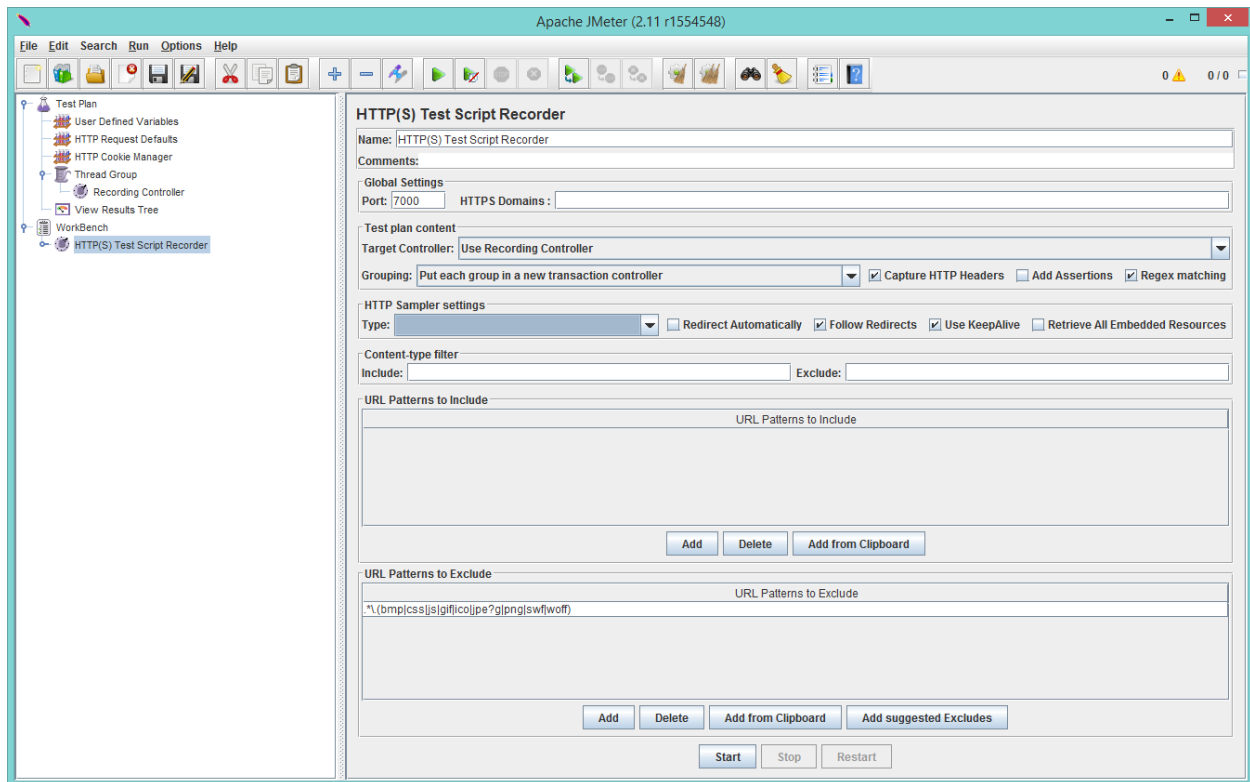 Apache JMeter (2.11 r1554548)
File Edit Search Run Options Help
0 0 / 0
Test Plan
User Defined Variables
HTTP Request Defaults
HTTP Cookie Manager
Thread Group
Recording Controller
View Results Tree
WorkBench
HTTP(S) Test Script Recorder
HTTP(S) Test Script Recorder
Name: HTTP(S) Test Script Recorder
Comments:
Global Settings
Port: 7000 HTTPS Domains :
Test plan content
Target Controller: Use Recording Controller
Grouping: Put each group in a new transaction controller Capture HTTP Headers Add Assertions Regex matching
HTTP Sampler settings
Type: Redirect Automatically Follow Redirects Use KeepAlive Retrieve All Embedded Resources
Content-type filter
Include: Exclude:
URL Patterns to Include
URL Patterns to Include
Add Delete Add from Clipboard
URL Patterns to Exclude
URL Patterns to Exclude
.*\.(bmp|css|js|gif|ico|jpe?g|png|swf|woff)
Add Delete Add from Clipboard Add suggested Excludes
Start Stop Restart